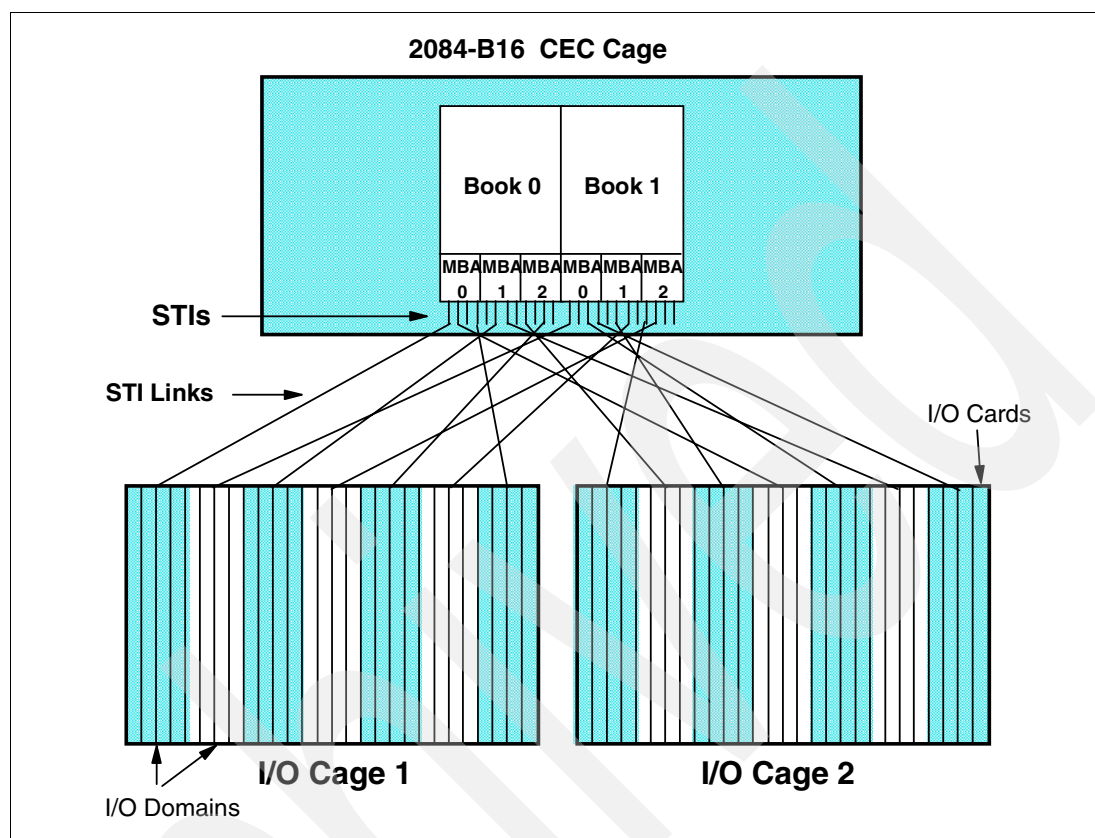 2084-B16 CEC Cage
Book 0 Book 1
MBA MBA MBA MBA MBA MBA
0 1 2 0 1 2
STIs
STI Links
I/O Cards
I/O Cage 1 I/O Cage 2
I/O Domains